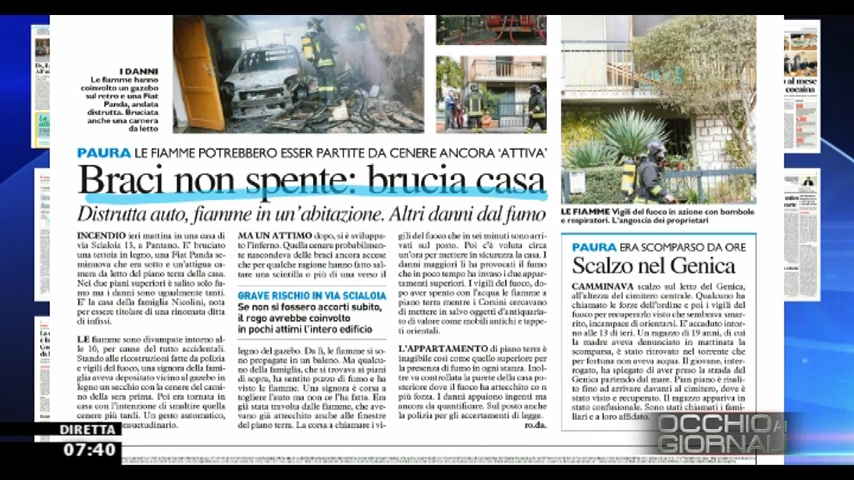 I DANNI
Le fiamme hanno
coinvolto un gazebo
sul retro e una Fiat
Panda, andata
distrutta. Bruciata
anche una camera
da letto
PAURA LE FIAMME POTREBBERO ESSER PARTITE DA CENERE ANCORA ‘ATTIVA’
Braci non spente: brucia casa
Distrutta auto, fiamme in un’abitazione. Altri danni dal fumo
INCENDIO ieri mattina in una casa di
via Scialoia 13, a Pantano. E’ bruciato
una tettoia in legno, una Fiat Panda se-
minuova che era sotto e un’attigua ca-
mera da letto del piano terra della casa.
Nei due piani superiori è salito solo fu-
mo ma i danni sono ugualmente tanti.
E’ la casa della famiglia Nicolini, nota
per essere titolare di una rinomata ditta
di infissi.
LE fiamme sono divampate intorno al-
le 10, per cause del tutto accidentali.
Stando alle ricostruzioni fatte da polizia
e vigili del fuoco, una signora della fami-
glia aveva depositato vicino al gazebo in
legno un secchio con la cenere del cami-
no della sera prima. Poi era tornata in
casa con l’intenzione di smaltire quella
cenere più tardi. Un gesto automatico,
MA UN ATTIMO dopo, si è sviluppa-
to l’inferno. Quella cenere probabilmen-
te nascondeva delle braci ancora accese
che per qualche ragione hanno fatto sal-
tare una scintilla o più di una verso il
GRAVE RISCHIO IN VIA SCIALOIA
Se non si fossero accorti subito,
il rogo avrebbe coinvolto
in pochi attimi l’intero edificio
legno del gazebo. Da lì, le fiamme si so-
no propagate in un baleno. Ma qualcu-
no della famiglia, che si trovava ai piani
di sopra, ha sentito puzzo di fumo e ha
visto le fiamme. Una signora è corsa a
togliere l’auto ma non ce l’ha fatta. Era
già stata travolta dalle fiamme, che ave-
vano già attecchito anche alle finestre
del piano terra. La corsa a chiamare i vi-
gili del fuoco che in sei minuti sono arri-
vati sul posto. Poi c’è voluta circa
un’ora per mettere in sicurezza la casa. I
danni maggiori li ha provocati il fumo
che in poco tempo ha invaso i due appar-
tamenti superiori. I vigili del fuoco, do-
po aver spento con l’acqua le fiamme a
piano terra mentre i Corsini cercavano
di mettere in salvo oggetti d’antiquaria-
to di valore come mobili antichi e tappe-
ti orientali.
L’APPARTAMENTO di piano terra è
inagibile così come quello superiore per
la presenza di fumo in ogni stanza. Inol-
tre va controllata la parete della casa po-
steriore dove il fuoco ha attecchito con
più forza. I danni appaiono ingenti ma
ancora da quantificare. Sul posto anche
la polizia per gli accertamenti di legge.
ro.da.
LE FIAMME Vigili del fuoco in azione con bombole
e respiratori. L’angoscia dei proprietari
PAURA ERA SCOMPARSO DA ORE
Scalzo nel Genica
CAMMINAVA scalzo sul letto del Genica,
all’altezza del cimitero centrale. Qualcuno ha
chiamato le forze dell’ordine e poi i vigili del
fuoco per recuperarlo visto che sembrava smar-
rito, incapace di orientarsi. E’ accaduto intor-
no alle 13 di ieri. Un ragazzo di 19 anni, di cui
la madre aveva denunciato in mattinata la
scomparsa, è stato ritrovato nel torrente che
per fortuna non aveva acqua. Il giovane, inter-
rogato, ha spiegato di aver preso la strada del
Genica partendo dal mare. Pian piano è risali-
to fino ad arrivare davanti al cimitero, dove è
stato visto e recuperato. Il ragazzo appariva in
stato confusionale. Sono stati chiamati i fami-
liari e a loro affidato.
DIRETTA
07:40
OCCHIO AI
GIORNALI